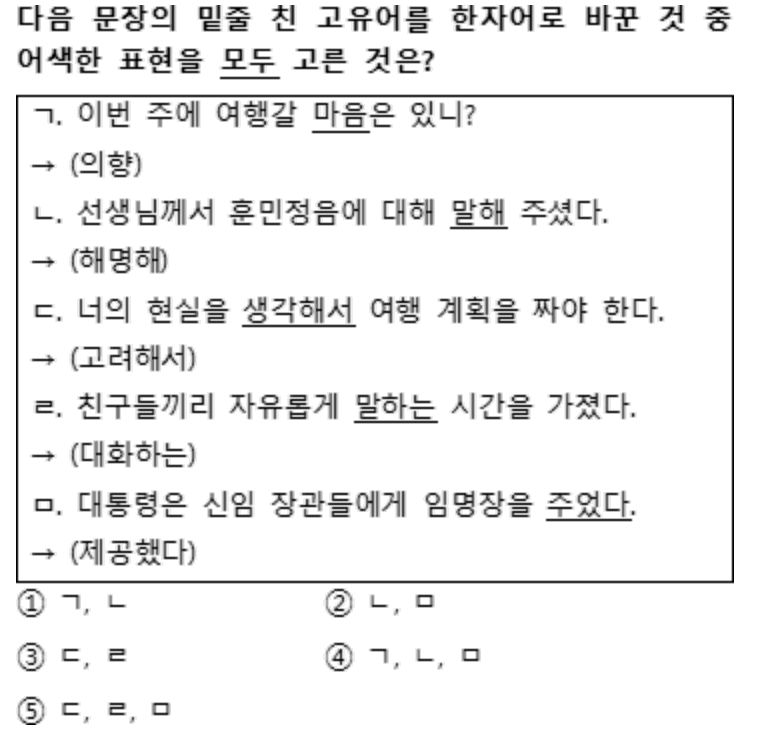 다음 문장의 밑줄 친 고유어를 한자어로 바꾼 것 중
어색한 표현을 모두 고른 것은?
ㄱ. 이번 주에 여행갈 마음은 있니?
→ (의향)
ㄴ. 선생님께서 훈민정음에 대해 말해 주셨다.
→ (해명해)
ㄷ. 너의 현실을 생각해서 여행 계획을 짜야 한다.
→ (고려해서)
ㄹ. 친구들끼리 자유롭게 말하는 시간을 가졌다.
→ (대화하는)
ㅁ. 대통령은 신임 장관들에게 임명장을 주었다.
→ (제공했다)
① ㄱ, ㄴ ② ㄴ, ㅁ
③ ㄷ, ㄹ ④ ㄱ, ㄴ, ㅁ
⑤ ㄷ, ㄹ, ㅁ